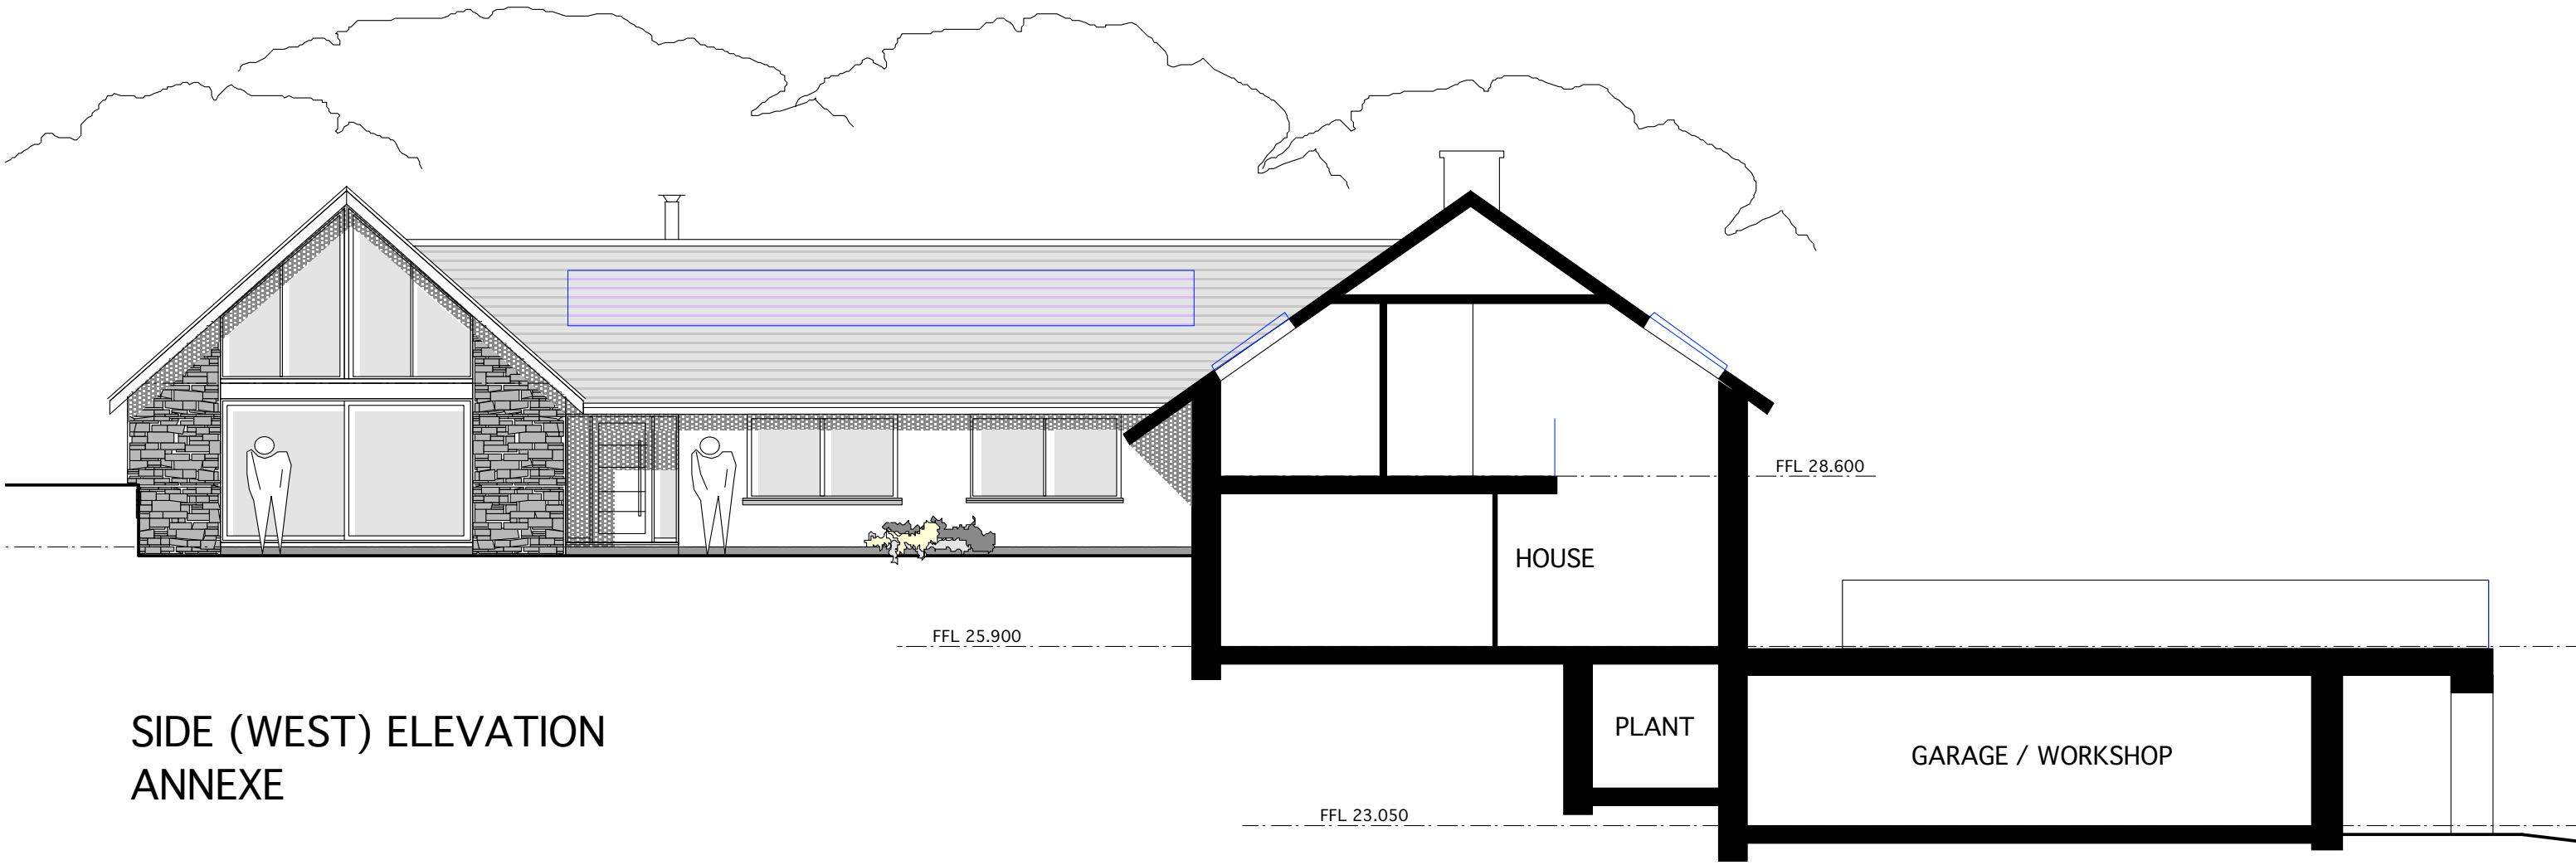 FFL 28.600
HOUSE
FFL 25.900
SIDE (WEST) ELEVATION
ANNEXE
PLANT
GARAGE / WORKSHOP
FFL 23.050